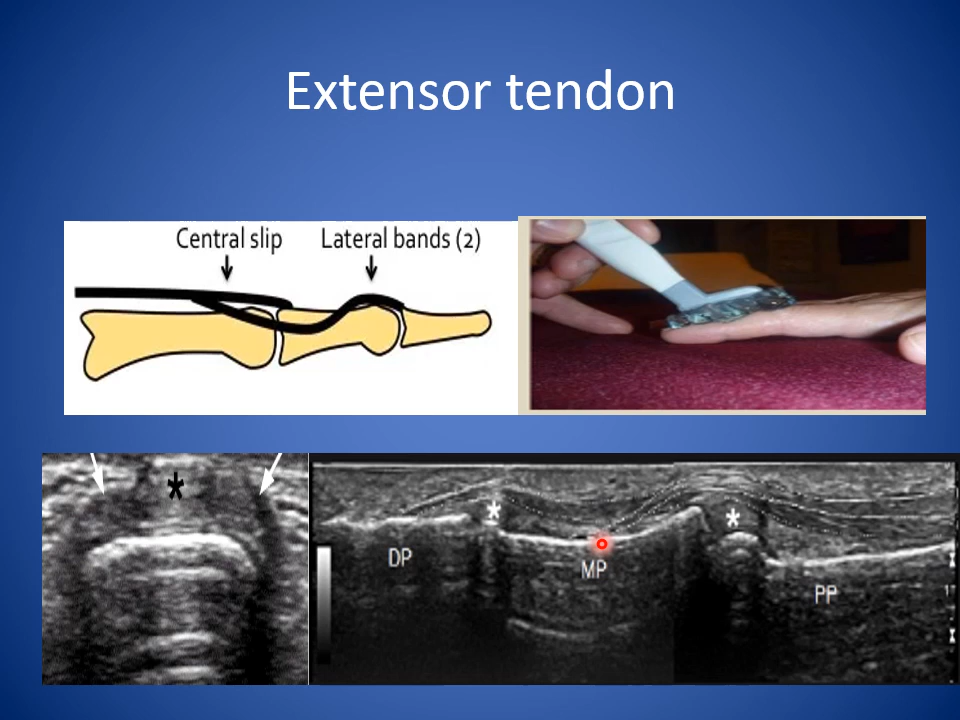 Extensor tendon
Central slip
Lateral bands (2)
*
*
*
DP
MP
PP